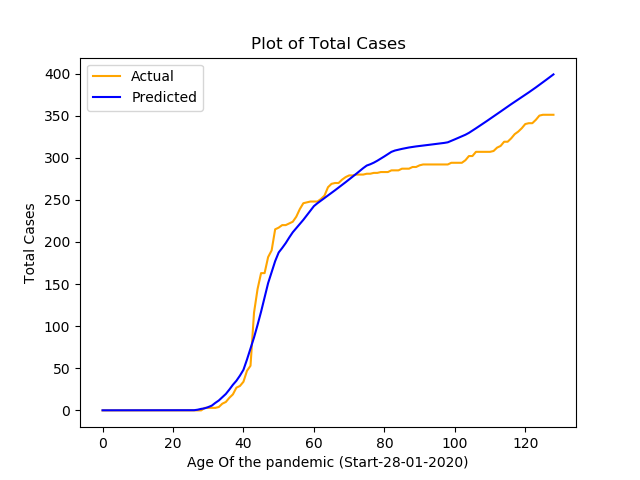 Plot of Total Cases
Actual
Predicted
400
350
300
250
200
150
100
50
0
Total Cases
0 20 40 60 80 100 120
Age Of the pandemic (Start-28-01-2020)